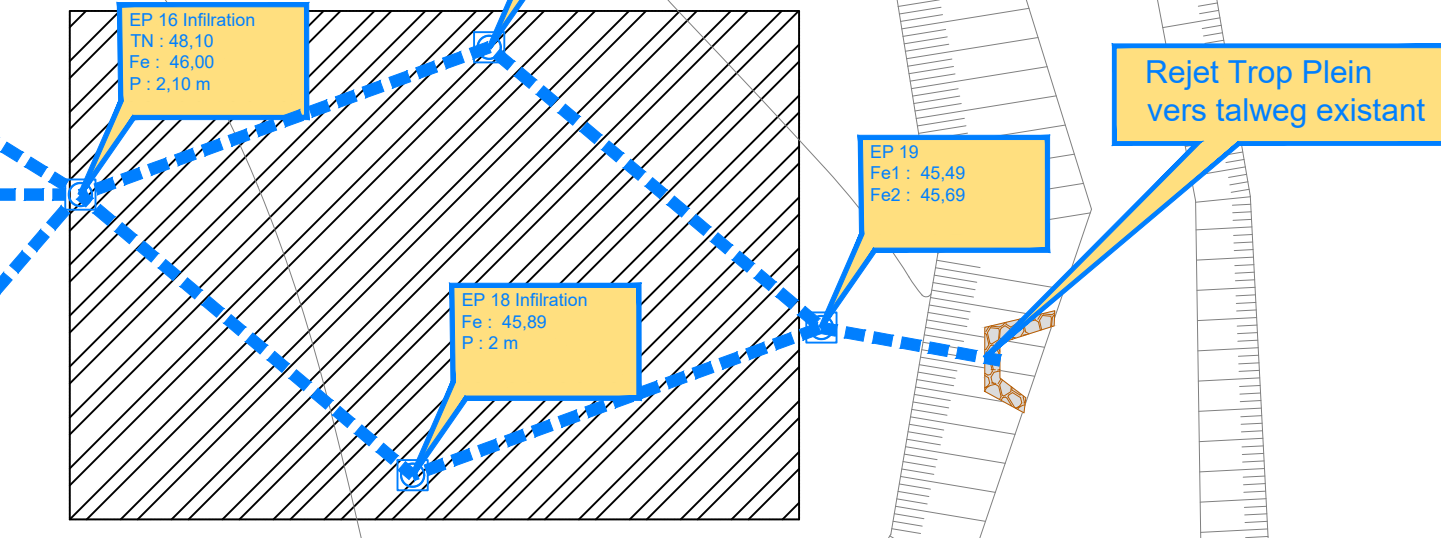 EP 16 Infilration
TN : 48,10
Fe : 46,00
P : 2,10 m
Rejet Trop Plein
vers talweg existant
EP 19
Fe1 : 45,49
Fe2 : 45,69
EP 18 Infilration
Fe : 45,89
P : 2 m